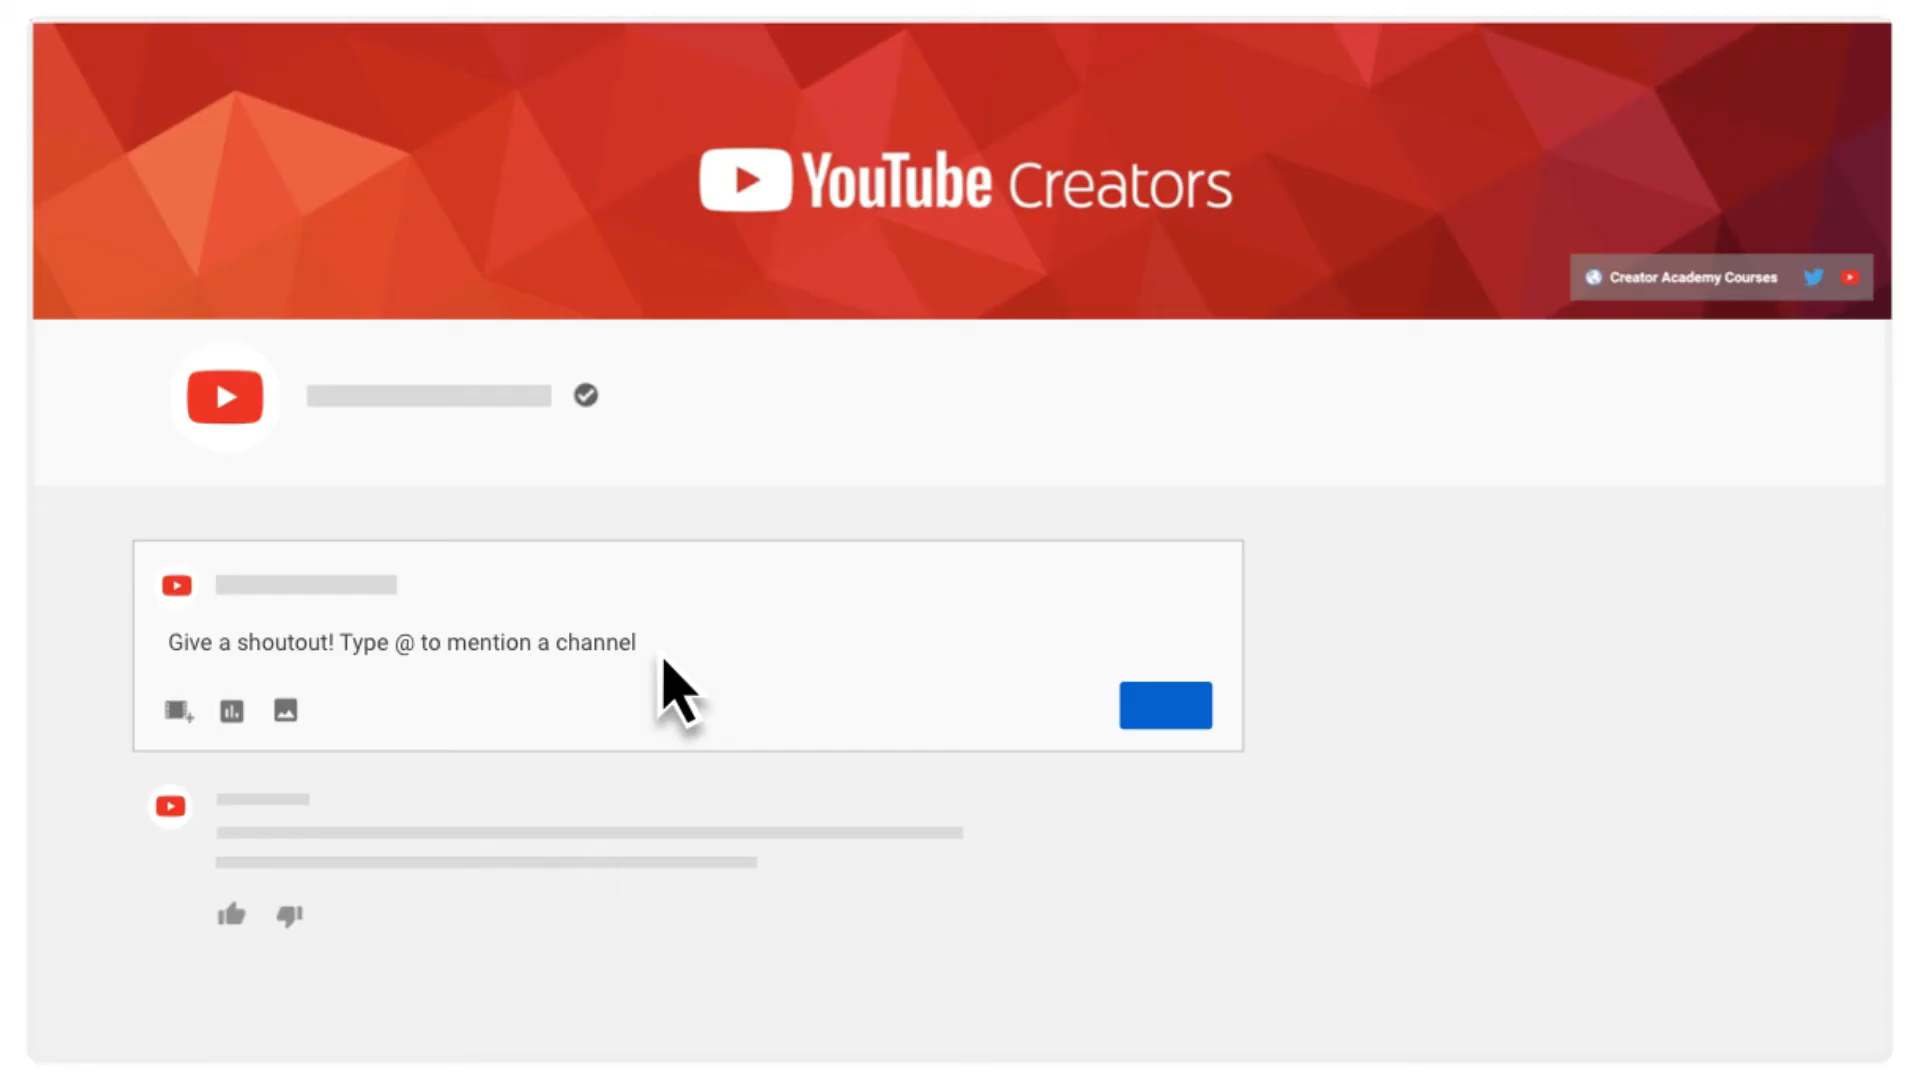 YouTube Creators
Creator Academy Courses
Give a shoutout! Type @ to mention a channel